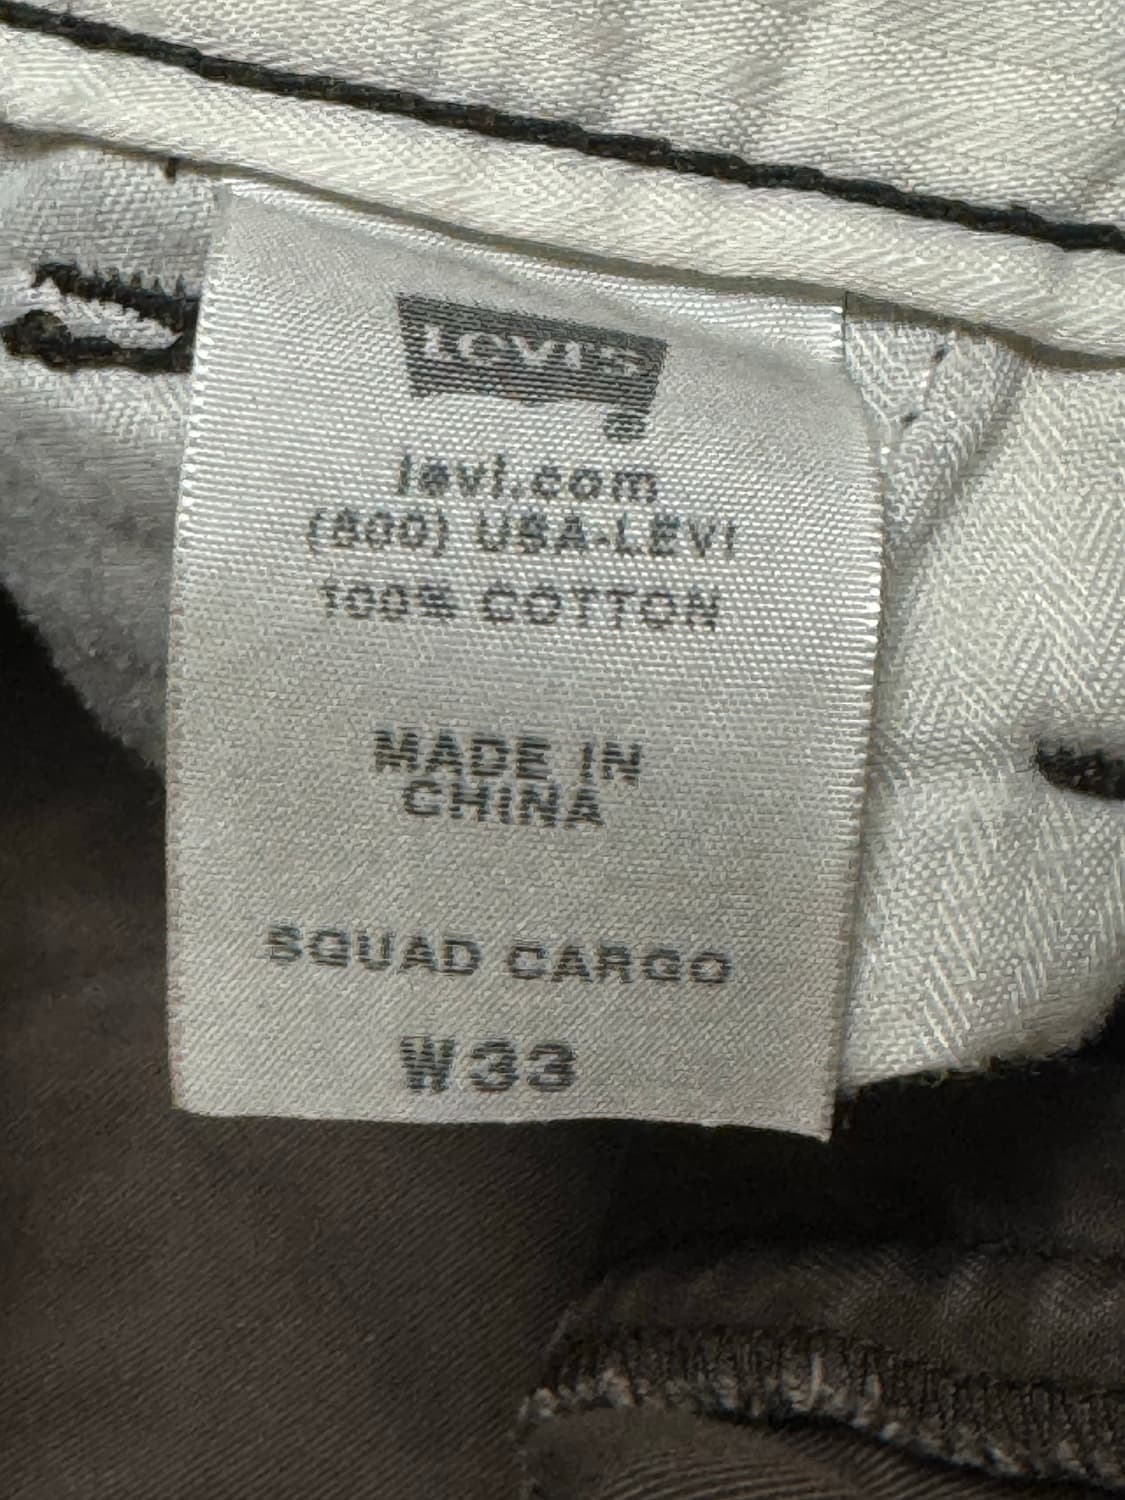 LEVI'S
®
levi.com
(800) USA-LEVI
100% COTTON
MADE IN
CHINA
SQUAD CARGO
W33